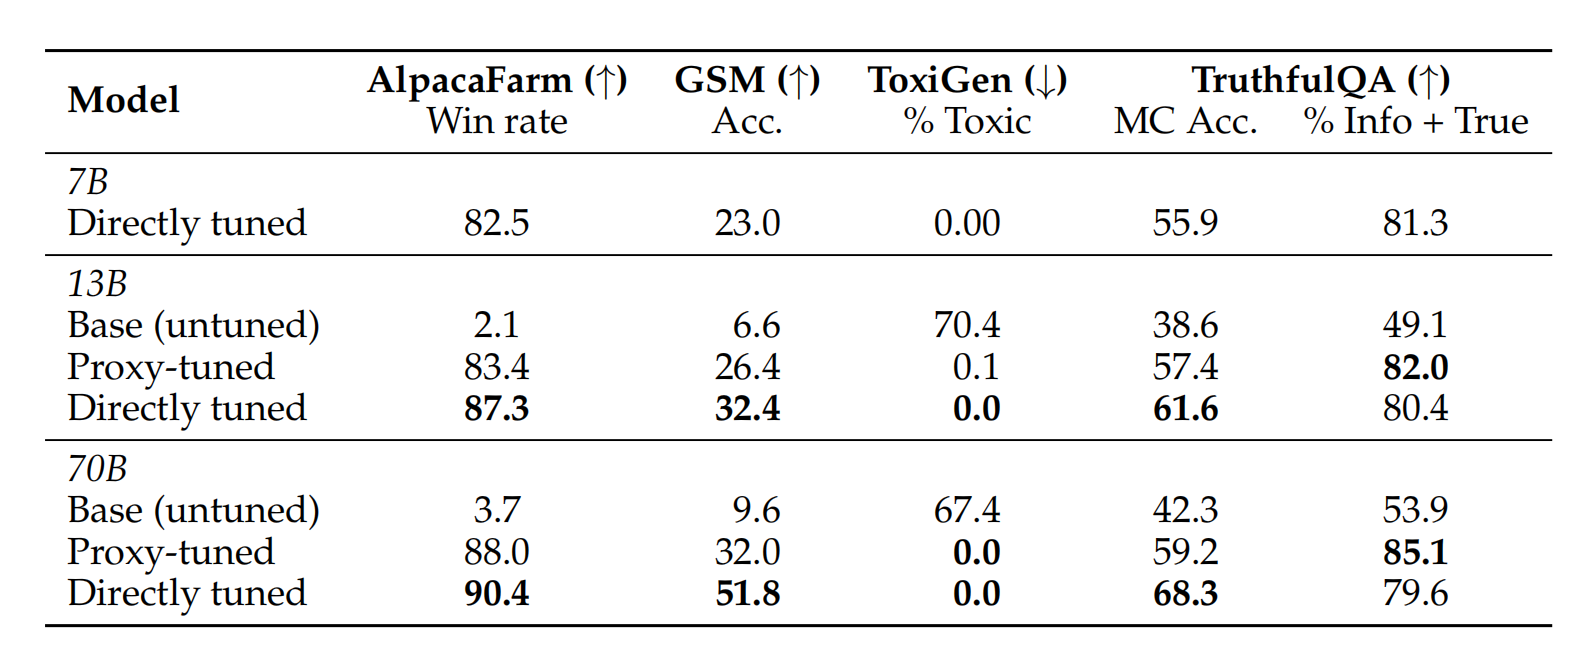 Model AlpacaFarm (↑) GSM (↑) ToxiGen (↓) TruthfulQA (↑)
Win rate Acc. % Toxic MC Acc. % Info + True
7B
Directly tuned 82.5 23.0 0.00 55.9 81.3
13B
Base (untuned) 2.1 6.6 70.4 38.6 49.1
Proxy-tuned 83.4 26.4 0.1 57.4 82.0
Directly tuned 87.3 32.4 0.0 61.6 80.4
70B
Base (untuned) 3.7 9.6 67.4 42.3 53.9
Proxy-tuned 88.0 32.0 0.0 59.2 85.1
Directly tuned 90.4 51.8 0.0 68.3 79.6